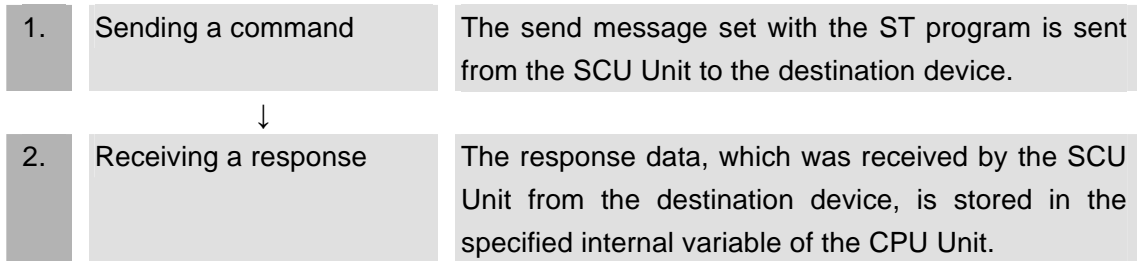 1. Sending a command The send message set with the ST program is sent
from the SCU Unit to the destination device.
↓
2. Receiving a response The response data, which was received by the SCU
Unit from the destination device, is stored in the
specified internal variable of the CPU Unit.